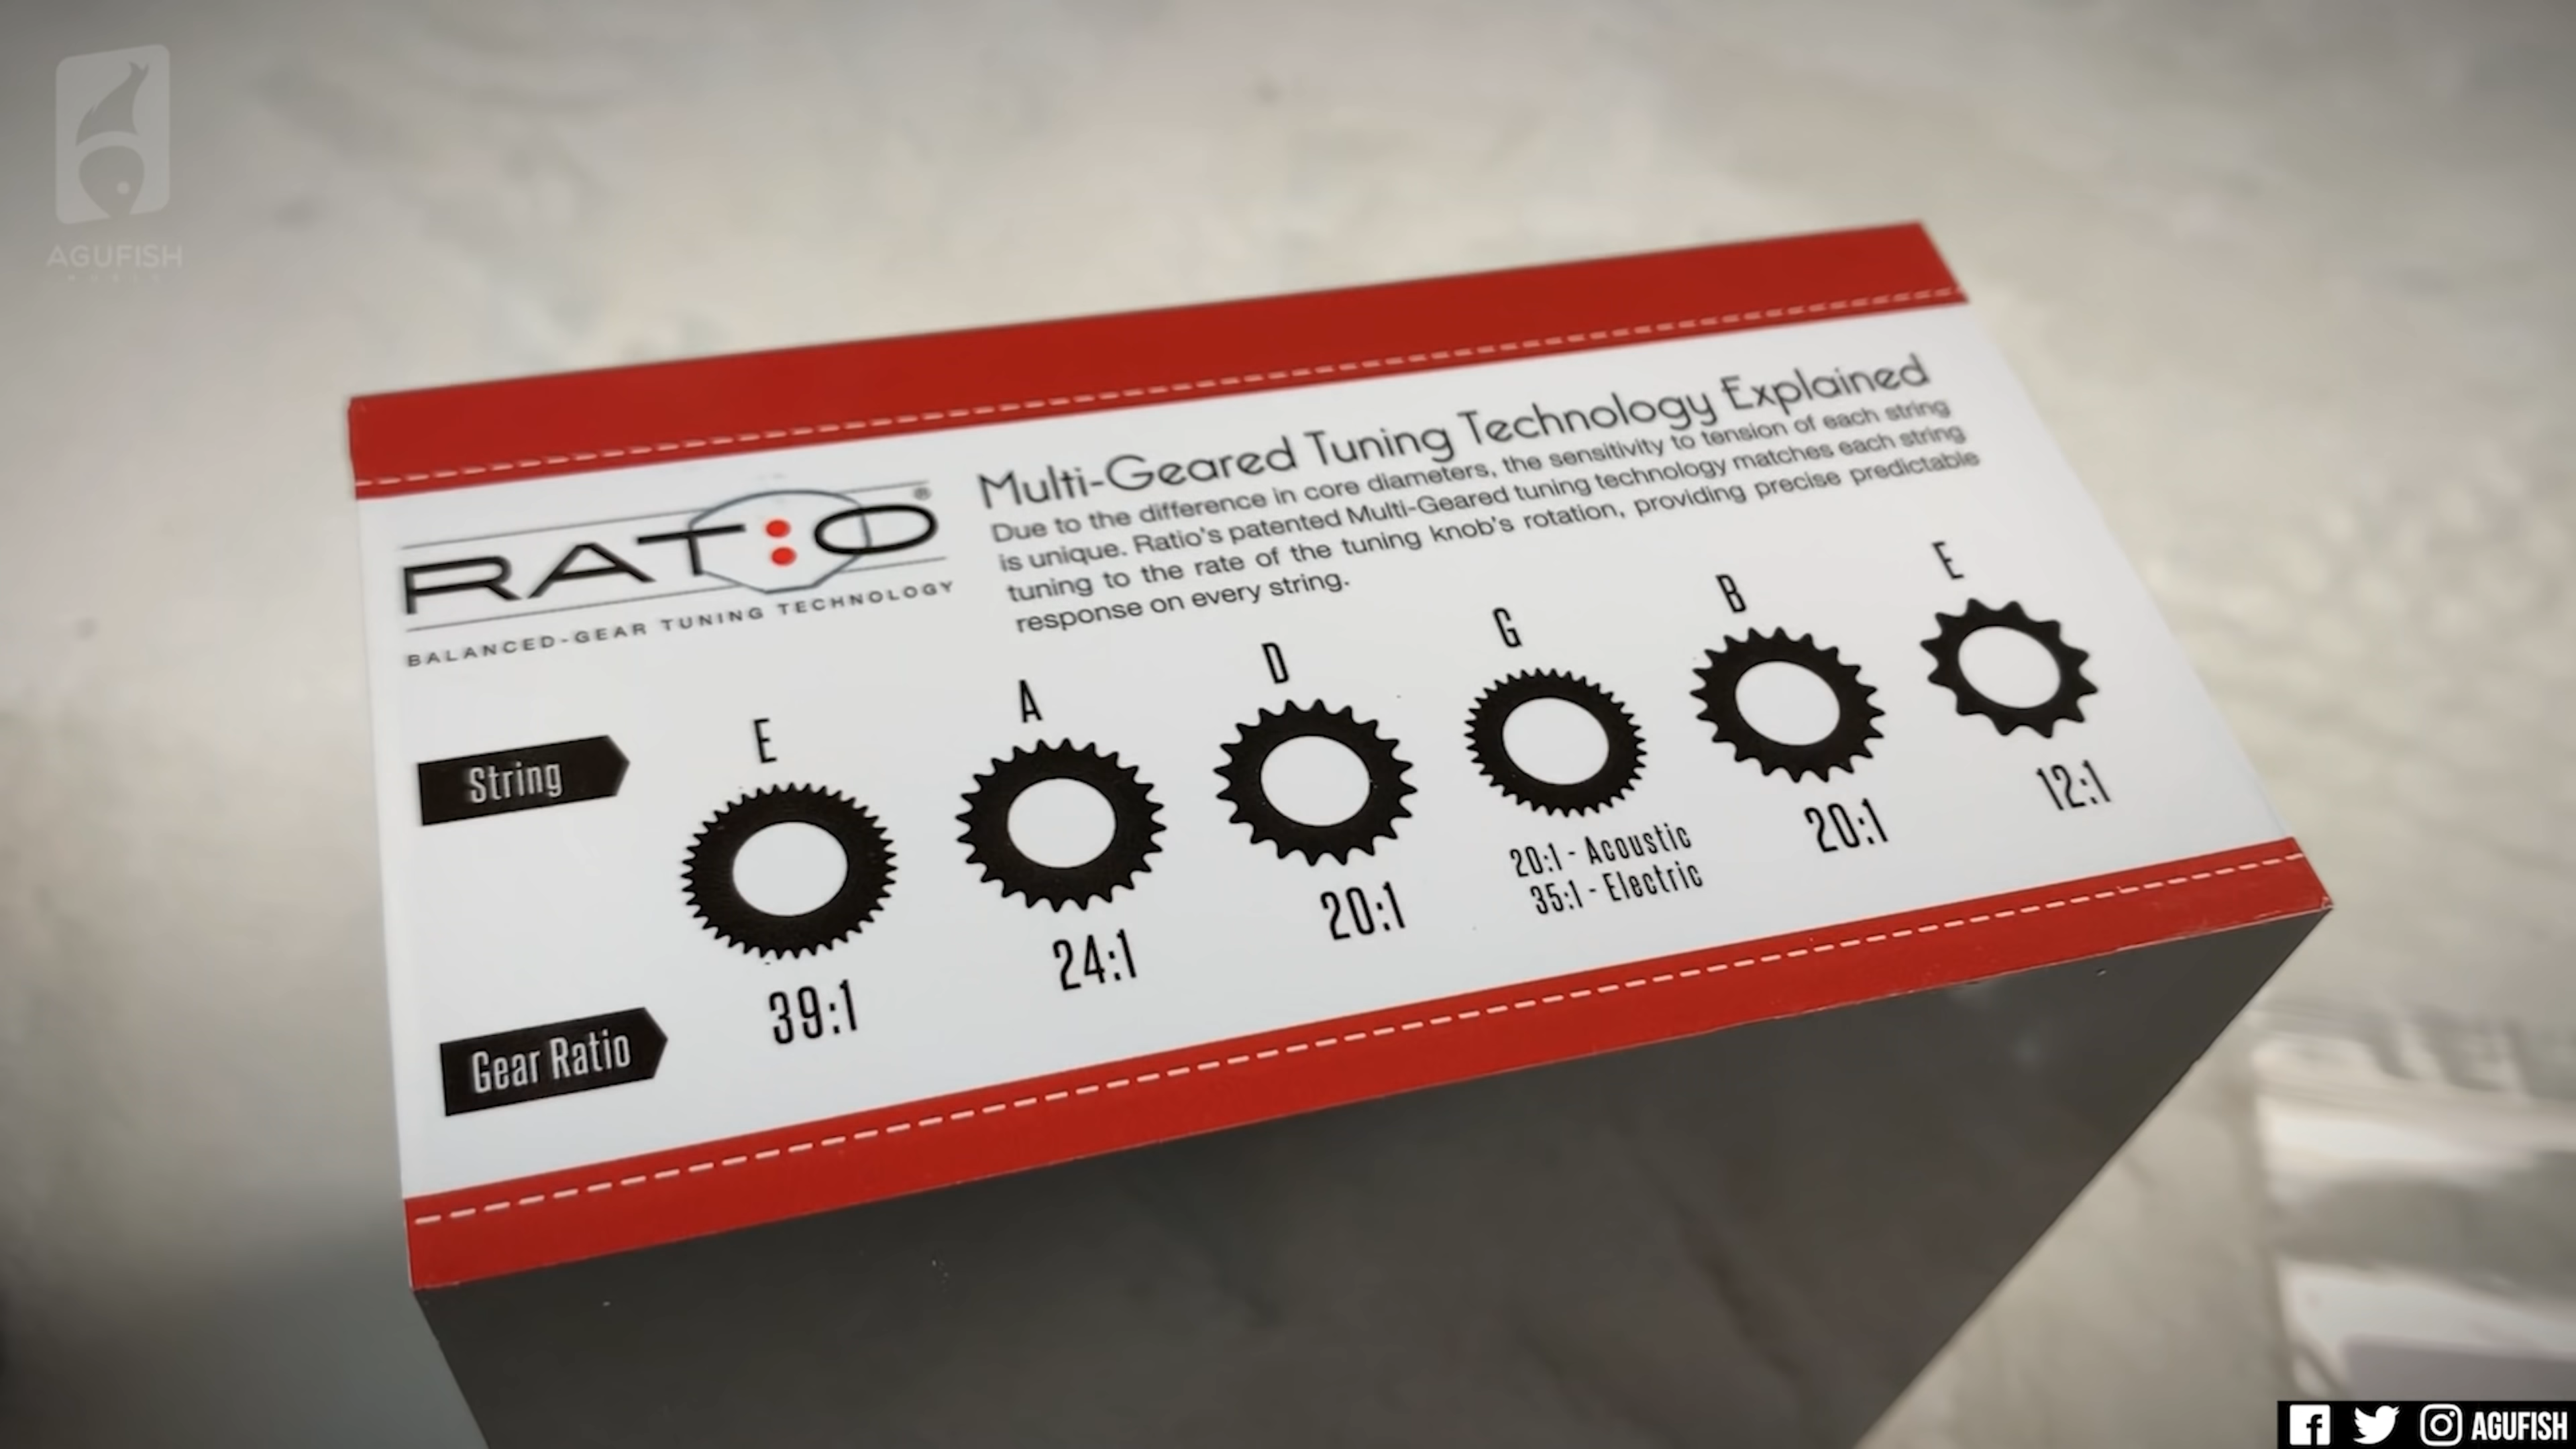 AGUFISH
MUSIC
RAT:O®
BALANCED-GEAR TUNING TECHNOLOGY
Multi-Geared Tuning Technology Explained
Due to the difference in core diameters, the sensitivity to tension of each string
is unique. Ratio's patented Multi-Geared tuning technology matches each string
tuning to the rate of the tuning knob's rotation, providing precise predictable
response on every string.
String
E A D G B E
Gear Ratio
39:1 24:1 20:1 20:1 - Acoustic 20:1 12:1
35:1 - Electric
AGUFISH